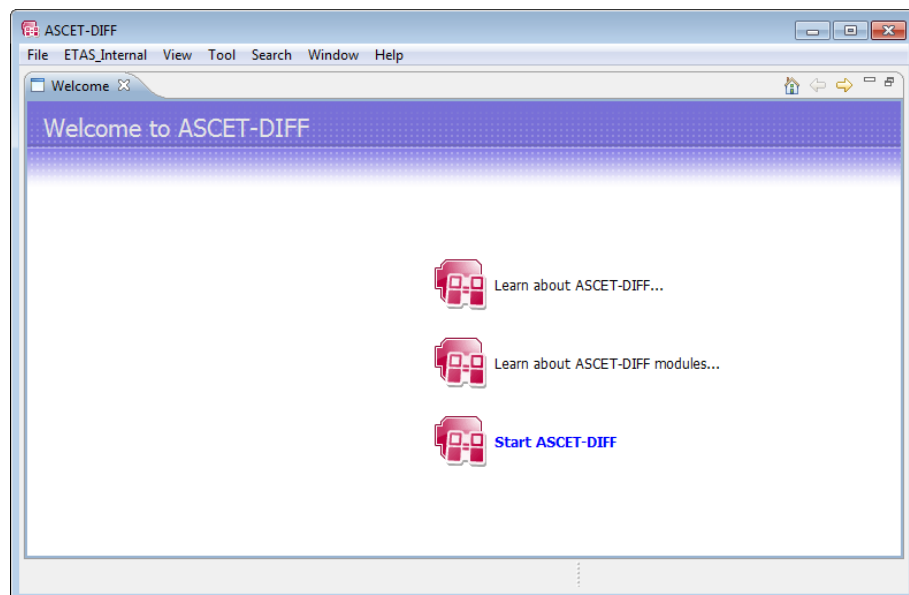 ASCET-DIFF
File ETAS_Internal View Tool Search Window Help
Welcome
Welcome to ASCET-DIFF
Learn about ASCET-DIFF...
Learn about ASCET-DIFF modules...
Start ASCET-DIFF